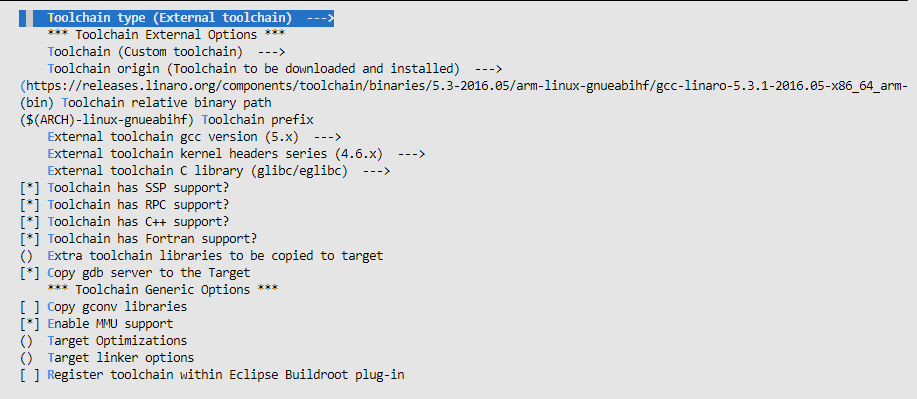 Toolchain type (External toolchain)  --->
*** Toolchain External Options ***
Toolchain (Custom toolchain)  --->
Toolchain origin (Toolchain to be downloaded and installed)  --->
(https://releases.linaro.org/components/toolchain/binaries/5.3-2016.05/arm-linux-gnueabihf/gcc-linaro-5.3.1-2016.05-x86_64_arm-
(bin) Toolchain relative binary path
($(ARCH)-linux-gnueabihf) Toolchain prefix
External toolchain gcc version (5.x)  --->
External toolchain kernel headers series (4.6.x)  --->
External toolchain C library (glibc/eglibc)  --->
[*] Toolchain has SSP support?
[*] Toolchain has RPC support?
[*] Toolchain has C++ support?
[*] Toolchain has Fortran support?
()  Extra toolchain libraries to be copied to target
[*] Copy gdb server to the Target
*** Toolchain Generic Options ***
[ ] Copy gconv libraries
[*] Enable MMU support
()  Target Optimizations
()  Target linker options
[ ] Register toolchain within Eclipse Buildroot plug-in